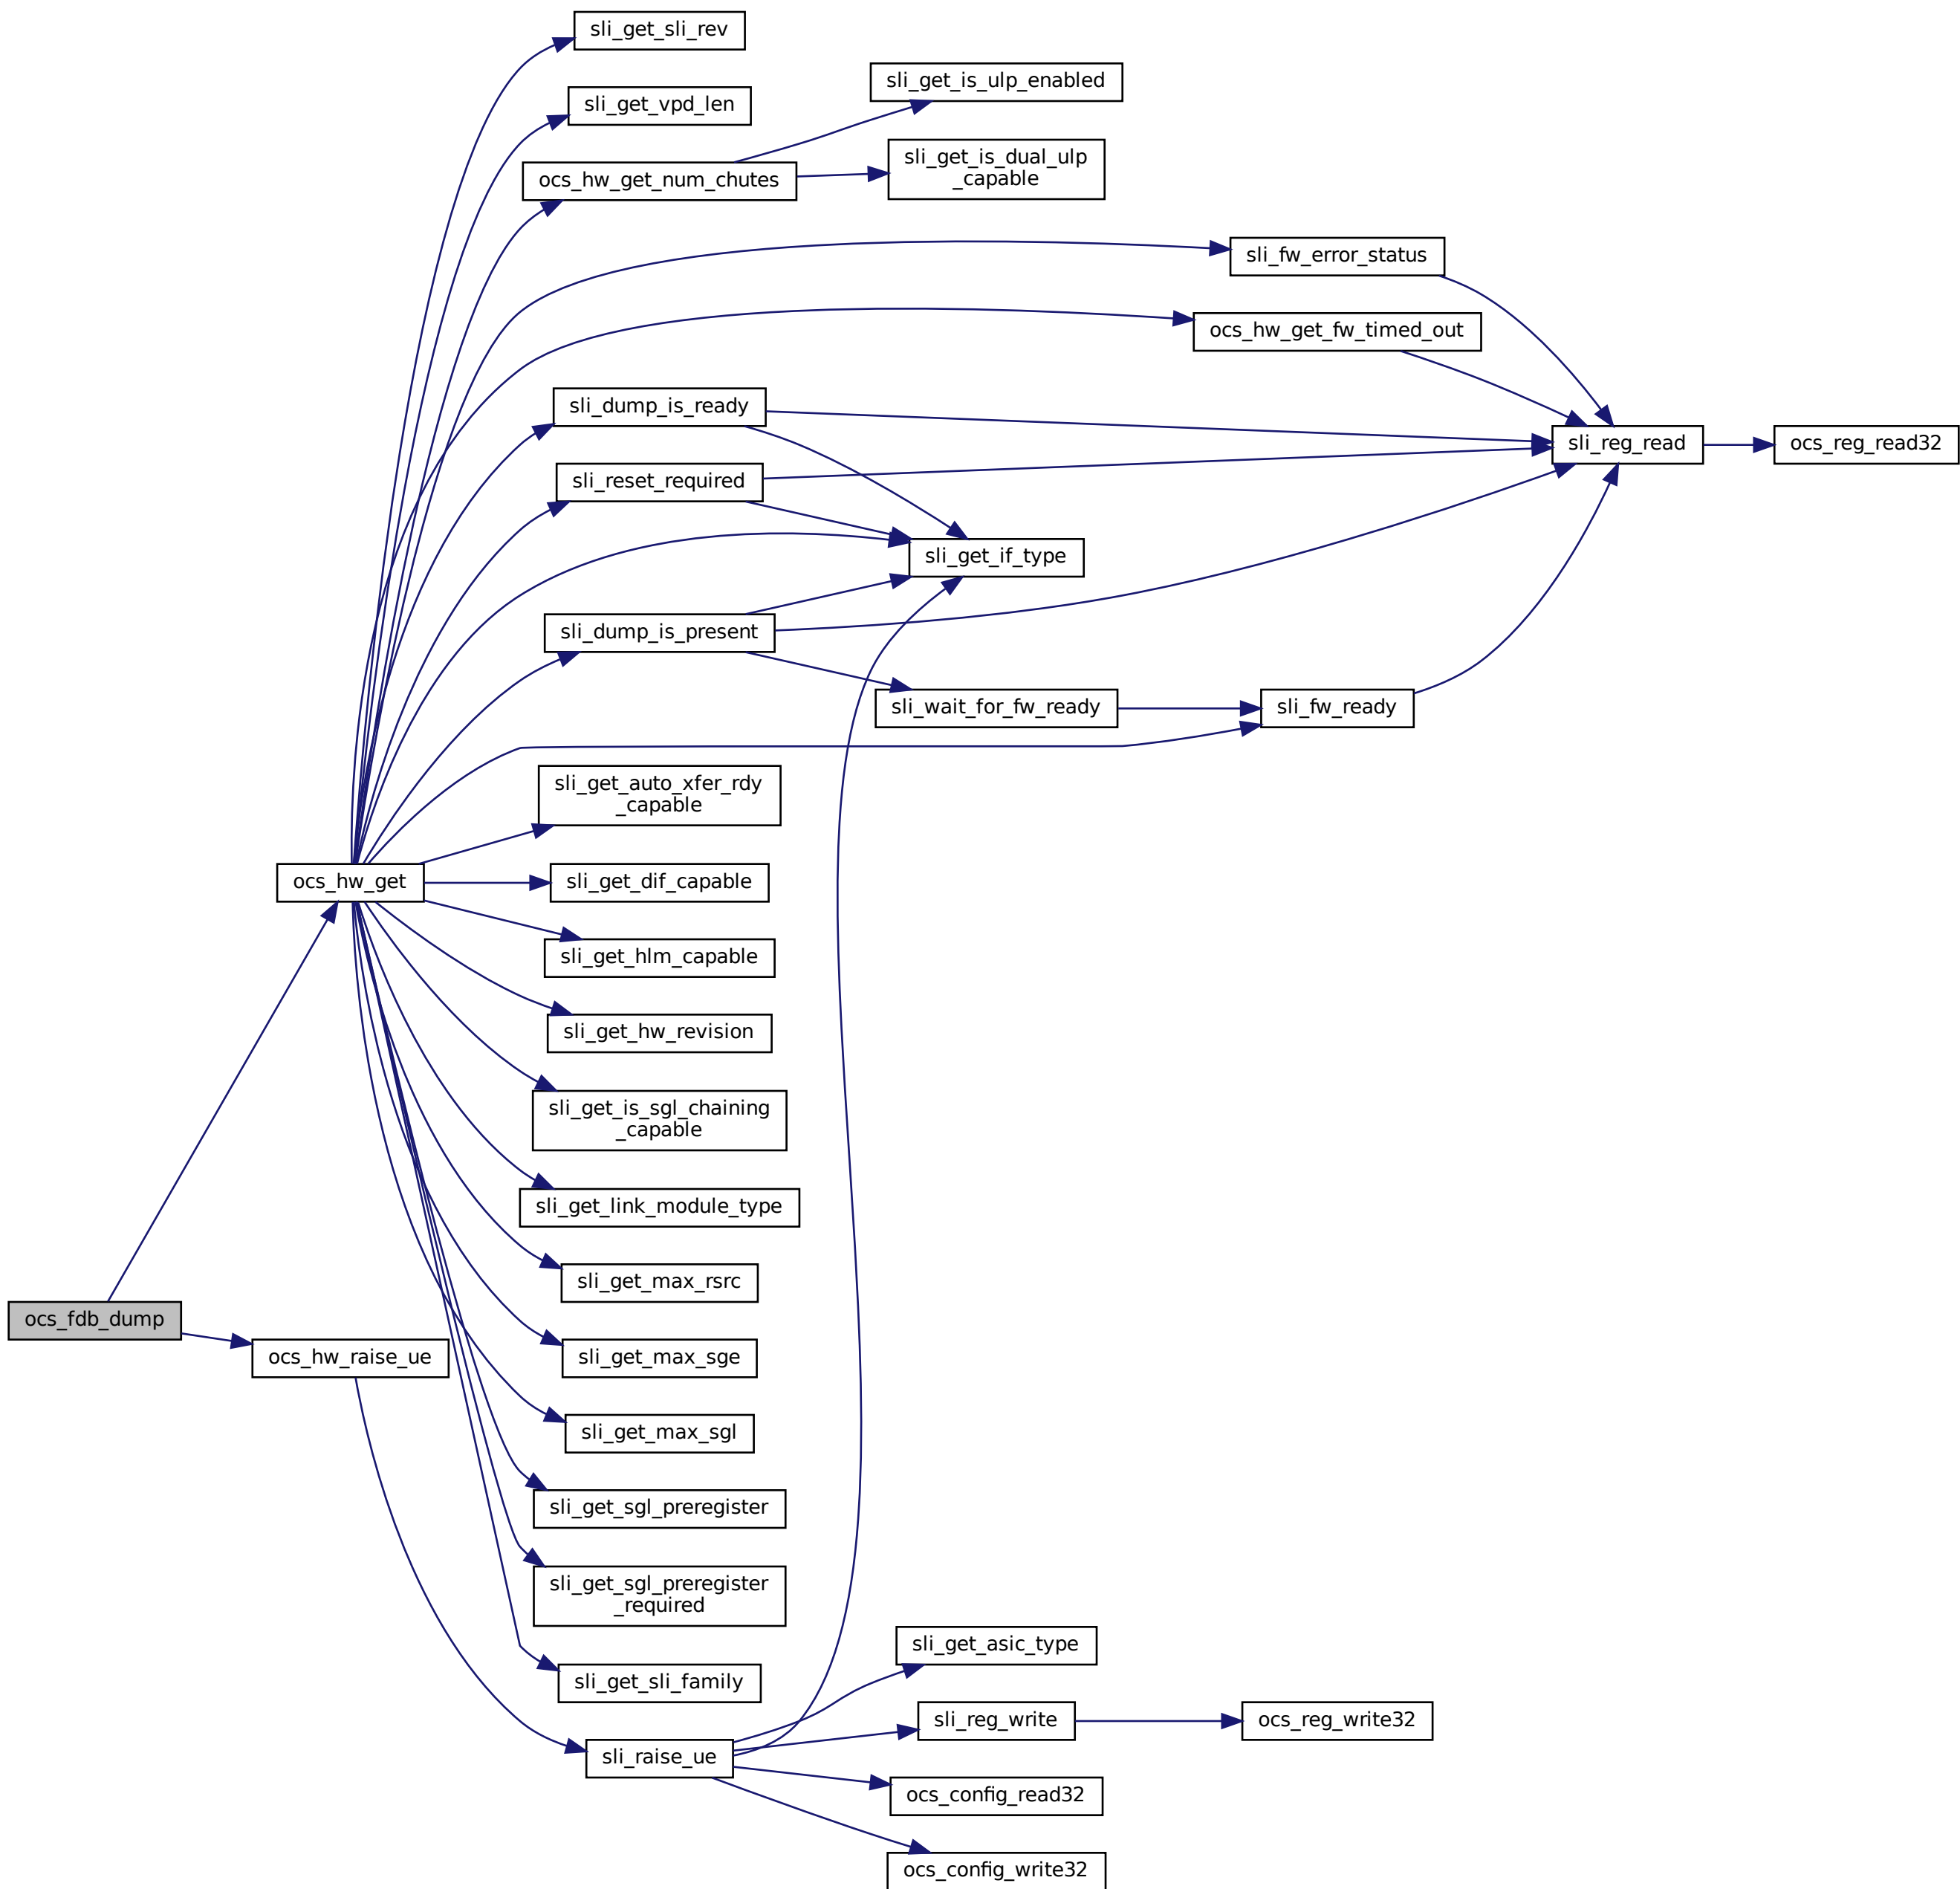 sli_get_sli_rev
sli_get_is_ulp_enabled
sli_get_vpd_len
sli_get_is_dual_ulp
_capable
ocs_hw_get_num_chutes
sli_fw_error_status
ocs_hw_get_fw_timed_out
sli_dump_is_ready
sli_reg_read
ocs_reg_read32
sli_reset_required
sli_get_if_type
sli_dump_is_present
sli_wait_for_fw_ready
sli_fw_ready
sli_get_auto_xfer_rdy
_capable
ocs_hw_get
sli_get_dif_capable
sli_get_hlm_capable
sli_get_hw_revision
sli_get_is_sgl_chaining
_capable
sli_get_link_module_type
sli_get_max_rsrc
ocs_fdb_dump
ocs_hw_raise_ue
sli_get_max_sge
sli_get_max_sgl
sli_get_sgl_preregister
sli_get_sgl_preregister
_required
sli_get_asic_type
sli_get_sli_family
sli_reg_write
ocs_reg_write32
sli_raise_ue
ocs_config_read32
ocs_config_write32